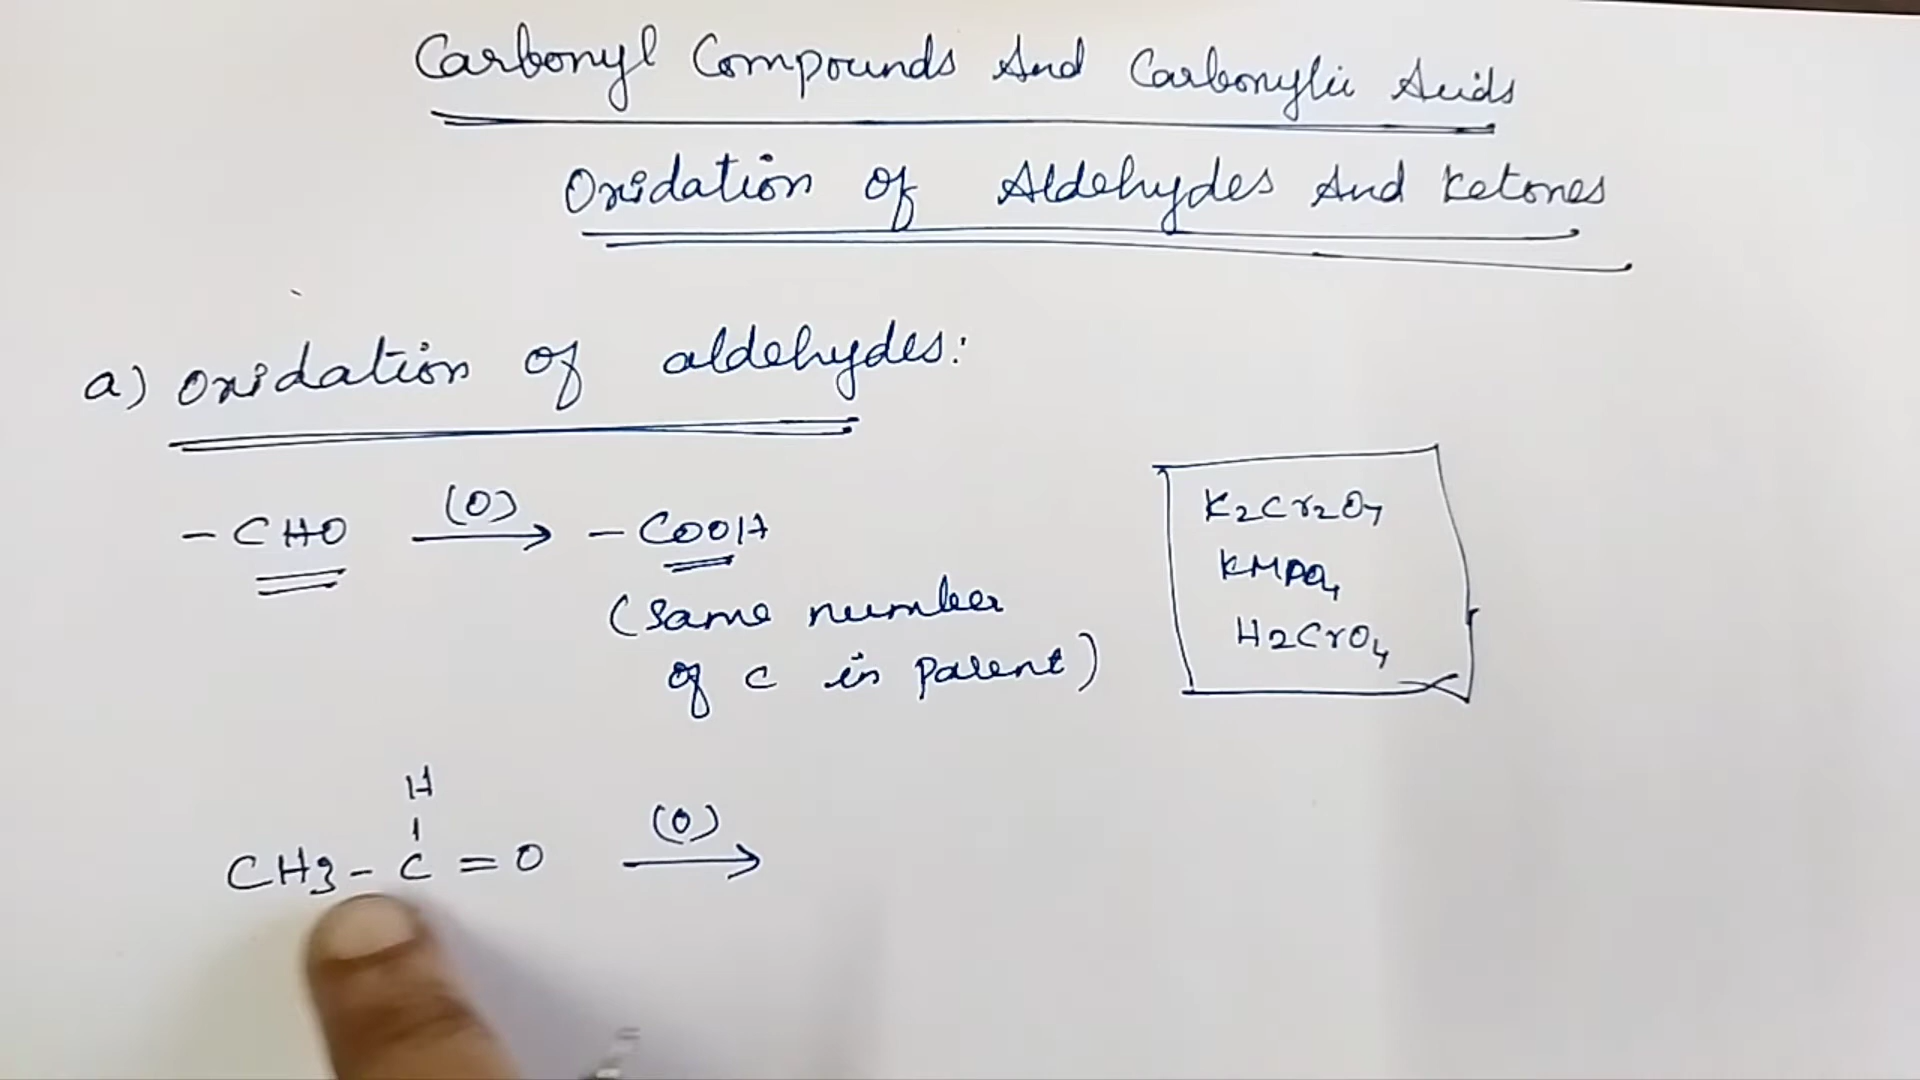 Carbonyl Compounds And Carbonylic Acids
Oxidation of Aldehydes And Ketones
a) Oxidation of aldehydes:
(O)
- CHO → - COOH
(same number
of C in parent)
K2Cr2O7
KMnO4
H2CrO4
H
(O)
CH3 - C = O →